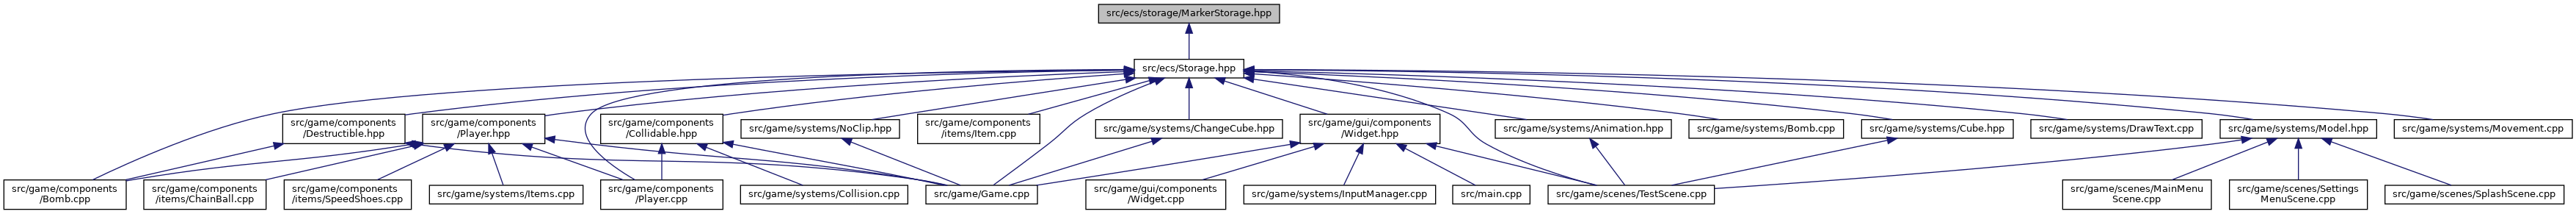 src/ecs/storage/MarkerStorage.hpp
src/ecs/Storage.hpp
src/game/components
/Destructible.hpp
src/game/components
/Player.hpp
src/game/components
/Collidable.hpp
src/game/systems/NoClip.hpp
src/game/components
/items/Item.cpp
src/game/systems/ChangeCube.hpp
src/game/gui/components
/Widget.hpp
src/game/systems/Animation.hpp
src/game/systems/Bomb.cpp
src/game/systems/Cube.hpp
src/game/systems/DrawText.cpp
src/game/systems/Model.hpp
src/game/systems/Movement.cpp
src/game/components
/Bomb.cpp
src/game/components
/items/ChainBall.cpp
src/game/components
/items/SpeedShoes.cpp
src/game/systems/Items.cpp
src/game/components
/Player.cpp
src/game/systems/Collision.cpp
src/game/Game.cpp
src/game/gui/components
/Widget.cpp
src/game/systems/InputManager.cpp
src/main.cpp
src/game/scenes/TestScene.cpp
src/game/scenes/MainMenu
Scene.cpp
src/game/scenes/Settings
MenuScene.cpp
src/game/scenes/SplashScene.cpp